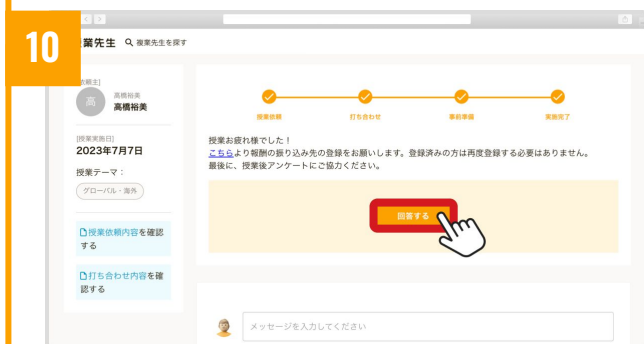 10
業先生
複業先生を探す
高
高橋裕美
高橋裕美
[授業実施日]
2023年7月7日
授業テーマ：
グローバル・海外
授業依頼内容を確認
する
打ち合わせ内容を確
認する
授業依頼
打ち合わせ
事前準備
実施完了
授業お疲れ様でした！
こちらより報酬の振り込み先の登録をお願いします。登録済みの方は再度登録する必要はありません。
最後に、授業後アンケートにご協力ください。
回答する
メッセージを入力してください